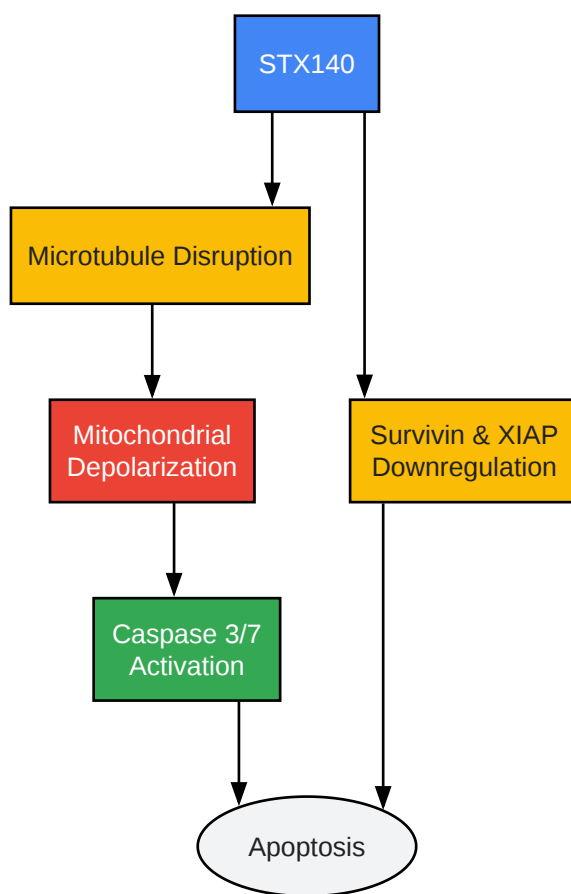 STX140
Microtubule Disruption
Mitochondrial
Depolarization
Survivin & XIAP
Downregulation
Caspase 3/7
Activation
Apoptosis